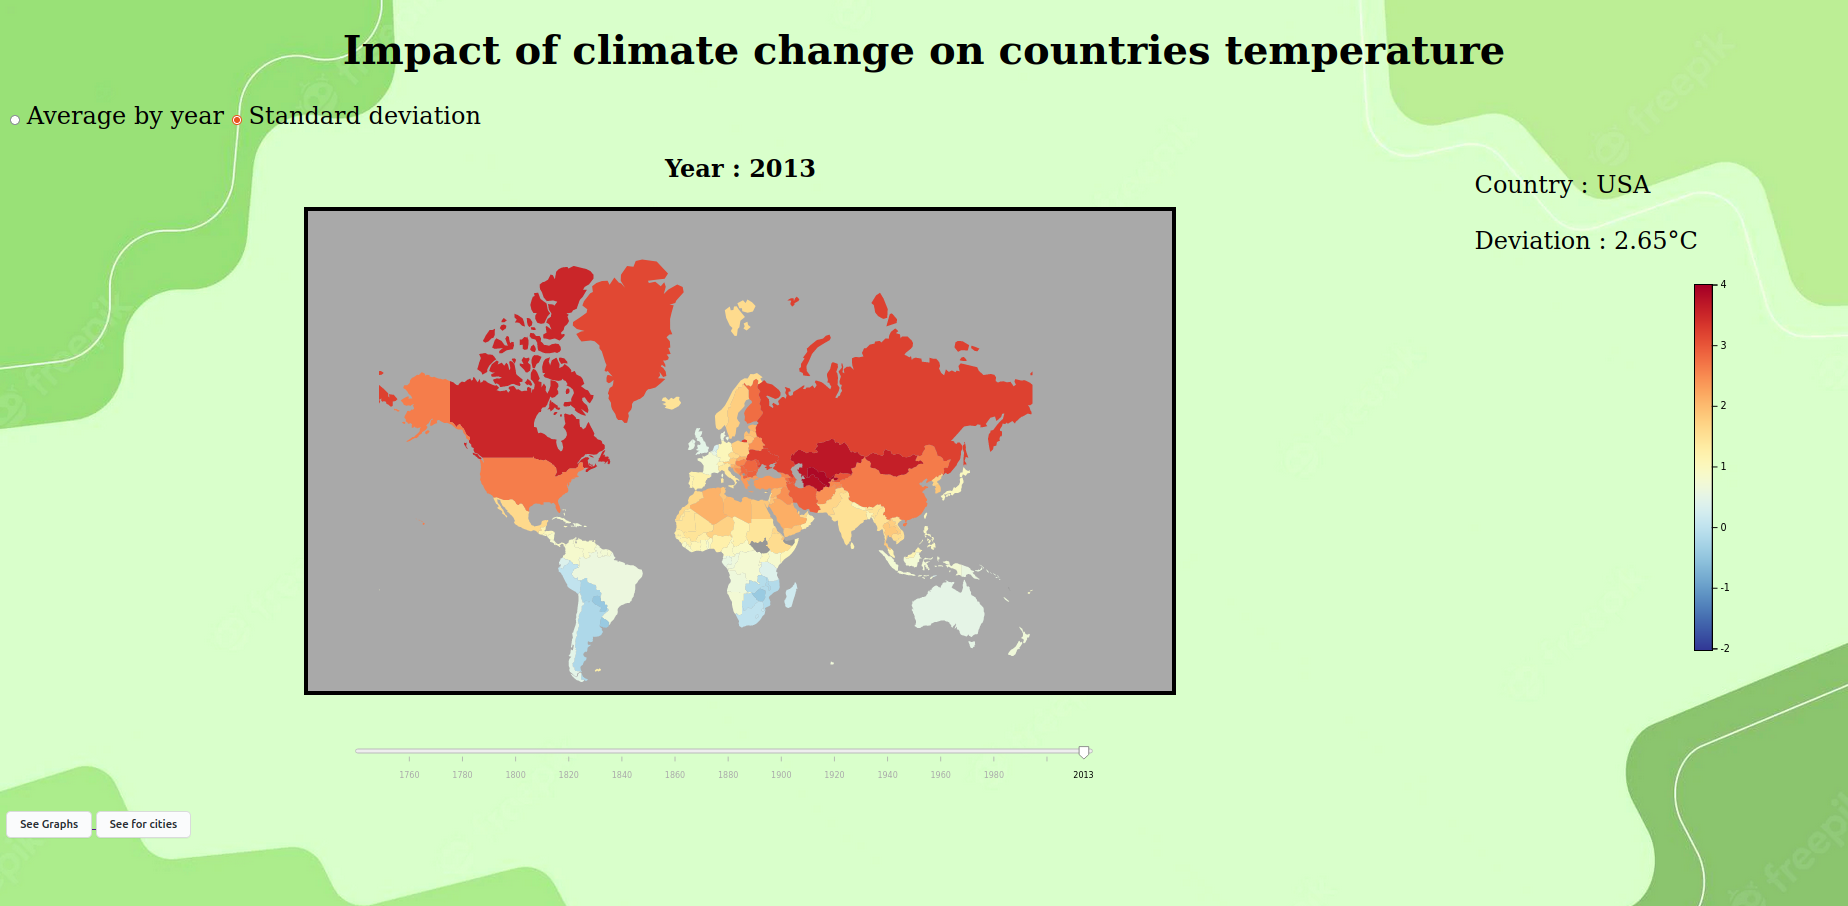 Impact of climate change on countries temperature
Average by year Standard deviation
Year : 2013
Country : USA
Deviation : 2.65°C
4
3
2
1
0
-1
-2
1760 1780 1800 1820 1840 1860 1880 1900 1920 1940 1960 1980 2013
See Graphs See for cities
freepik
freepik
freepik